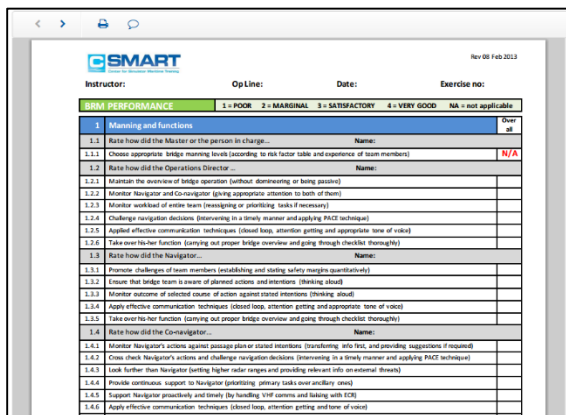 Rev 08 Feb 2013
CSMART
Center for Simulator Maritime Training
Instructor: Op Line: Date: Exercise no:
BRM PERFORMANCE 1 = POOR 2 = MARGINAL 3 = SATISFACTORY 4 = VERY GOOD NA = not applicable
1 Manning and functions Over all
1.1 Rate how did the Master or the person in charge... Name:
1.1.1 Choose appropriate bridge manning levels (according to risk factor table and experience of team members) N/A
1.2 Rate how did the Operations Director ... Name:
1.2.1 Maintain the overview of bridge operation (without domineering or being passive)
1.2.2 Monitor Navigator and Co-navigator (giving appropriate attention to both of them)
1.2.3 Monitor workload of entire team (reassigning or prioritizing tasks if necessary)
1.2.4 Challenge navigation decisions (intervening in a timely manner and applying PACE technique)
1.2.5 Applied effective communication techniques (closed loop, attention getting and appropriate tone of voice)
1.2.6 Take over his-her function (carrying out proper bridge overview and going through checklist thoroughly)
1.3 Rate how did the Navigator... Name:
1.3.1 Promote challenges of team members (establishing and stating safety margins quantitatively)
1.3.2 Ensure that bridge team is aware of planned actions and intentions (thinking aloud)
1.3.3 Monitor outcome of selected course of action against stated intentions (thinking aloud)
1.3.4 Apply effective communication techniques (closed loop, attention getting and appropriate tone of voice)
1.3.5 Take over his-her function (carrying out proper bridge overview and going through checklist thoroughly)
1.4 Rate how did the Co-navigator... Name:
1.4.1 Monitor Navigator's actions against passage plan or stated intentions (transferring info first, and providing suggestions if required)
1.4.2 Cross check Navigator's actions and challenge navigation decisions (intervening in a timely manner and applying PACE technique)
1.4.3 Look further than Navigator (setting higher radar ranges and providing relevant info on external threats)
1.4.4 Provide continuous support to Navigator (prioritizing primary tasks over ancillary ones)
1.4.5 Support Navigator proactively and timely (by handling VHF comms and liaising with ECR)
1.4.6 Apply effective communication techniques (closed loop, attention getting and tone of voice)